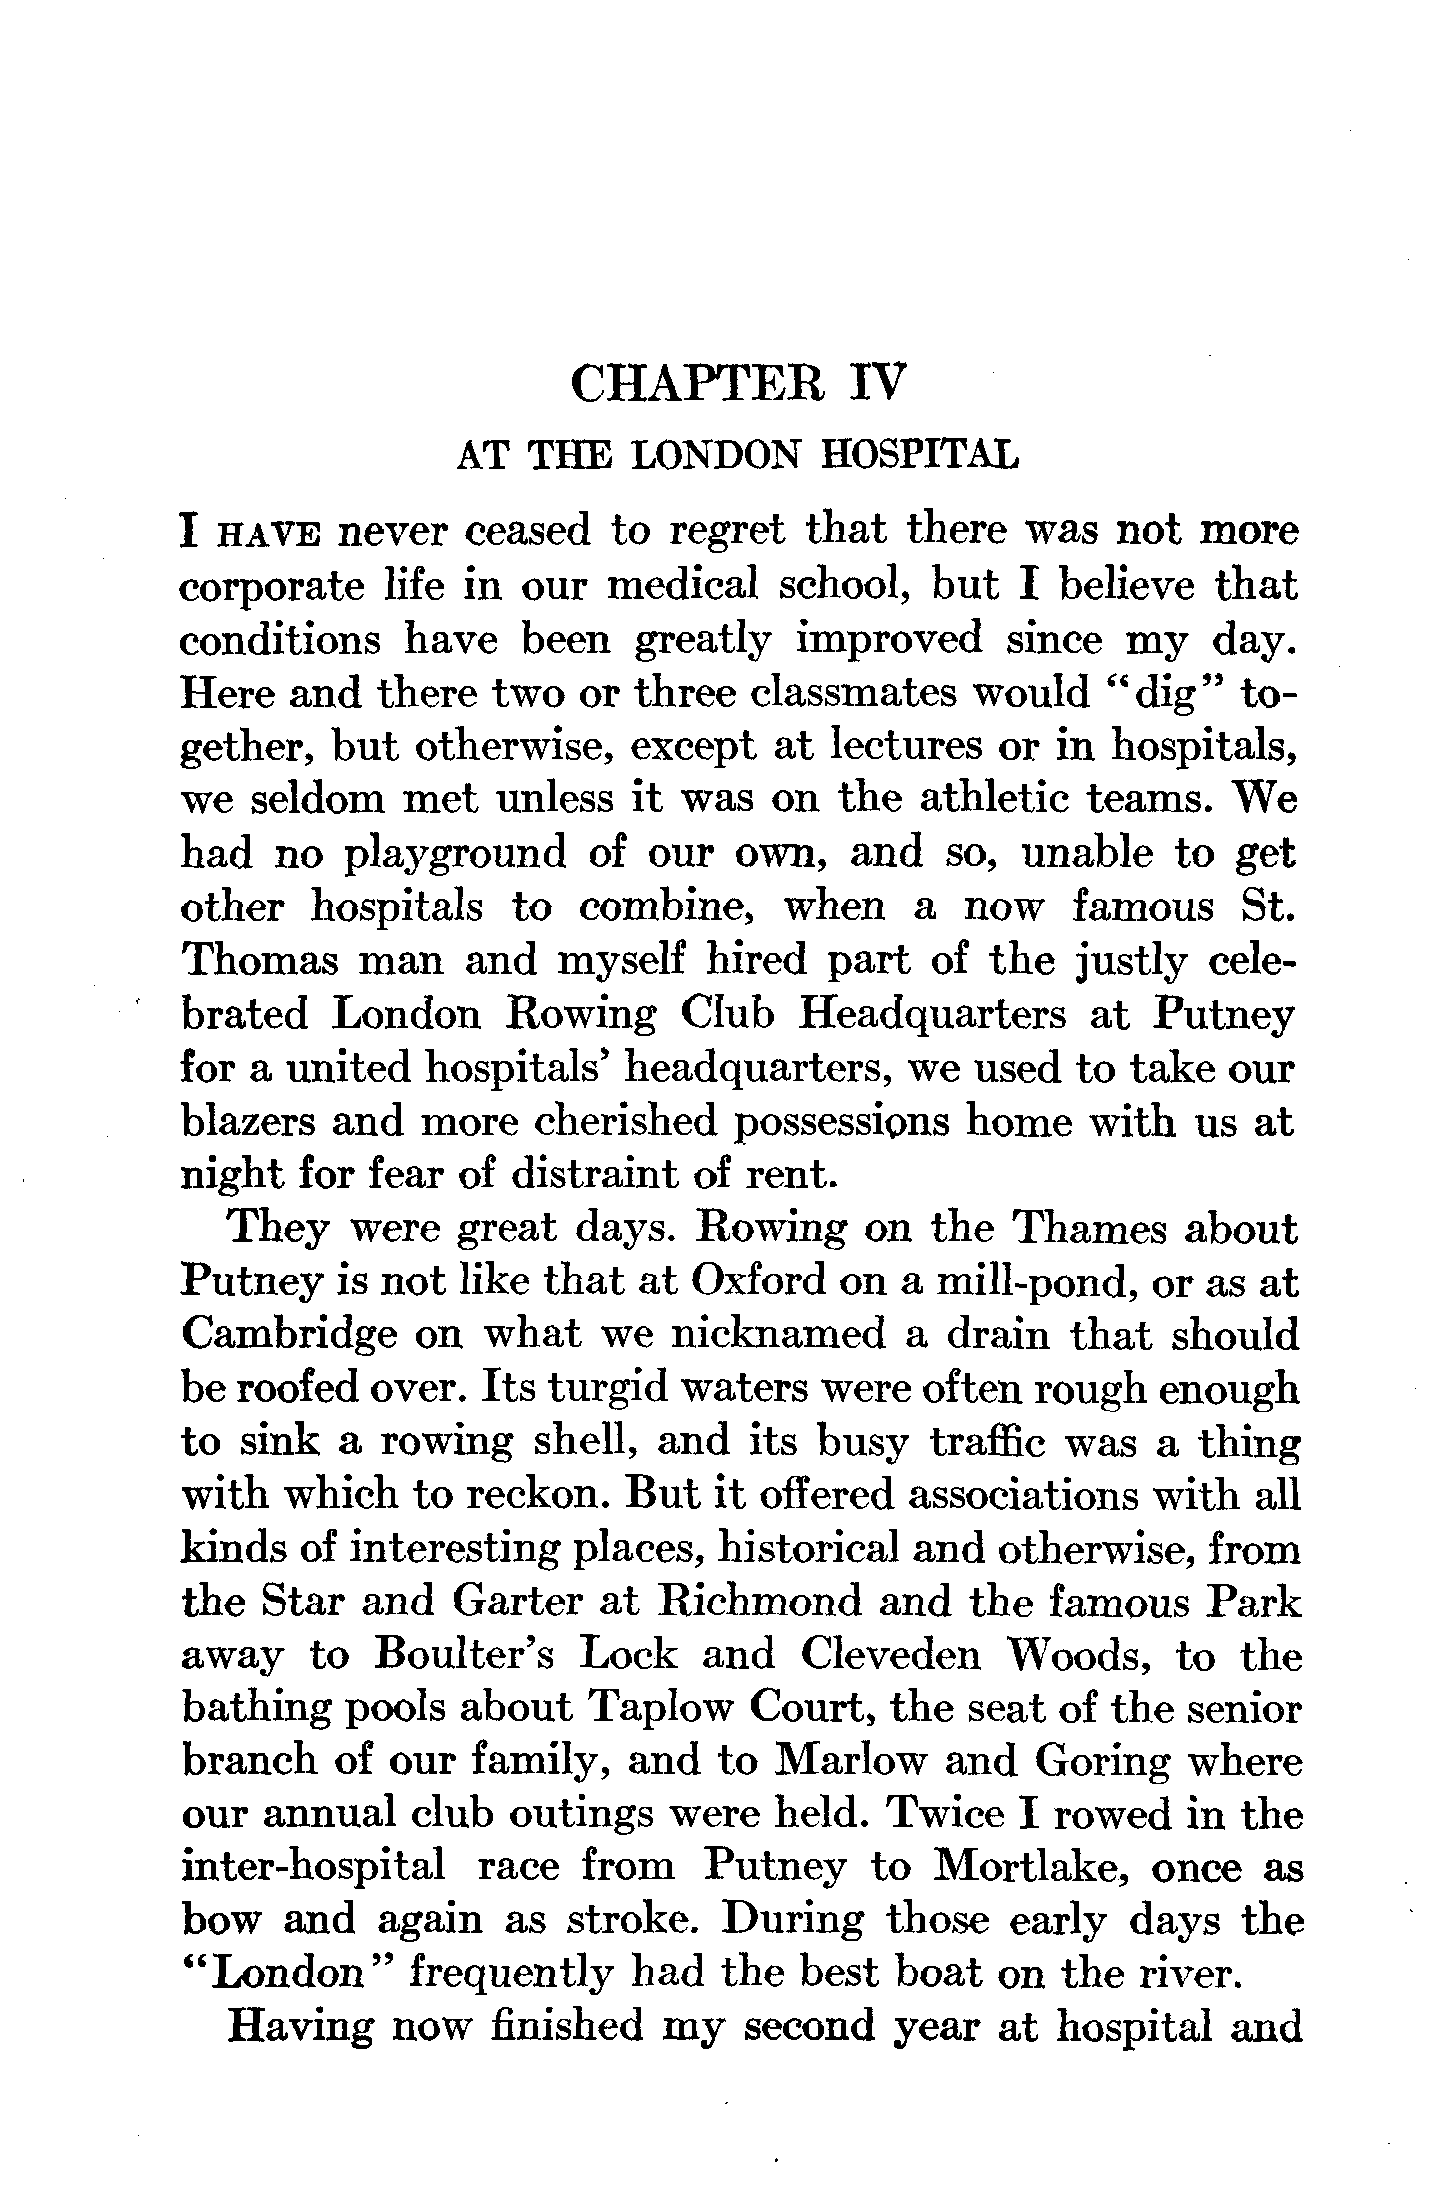 CHAPTER IV
AT THE LONDON HOSPITAL
I HAVE never ceased to regret that there was not more
corporate life in our medical school, but I believe that
conditions have been greatly improved since my day.
Here and there two or three classmates would "dig" to-
gether, but otherwise, except at lectures or in hospitals,
we seldom met unless it was on the athletic teams. We
had no playground of our own, and so, unable to get
other hospitals to combine, when a now famous St.
Thomas man and myself hired part of the justly cele-
brated London Rowing Club Headquarters at Putney
for a united hospitals' headquarters, we used to take our
blazers and more cherished possessions home with us at
night for fear of distraint of rent.
They were great days. Rowing on the Thames about
Putney is not like that at Oxford on a mill-pond, or as at
Cambridge on what we nicknamed a drain that should
be roofed over. Its turgid waters were often rough enough
to sink a rowing shell, and its busy traffic was a thing
with which to reckon. But it offered associations with all
kinds of interesting places, historical and otherwise, from
the Star and Garter at Richmond and the famous Park
away to Boulter's Lock and Cleveden Woods, to the
bathing pools about Taplow Court, the seat of the senior
branch of our family, and to Marlow and Goring where
our annual club outings were held. Twice I rowed in the
inter-hospital race from Putney to Mortlake, once as
bow and again as stroke. During those early days the
"London" frequently had the best boat on the river.
Having now finished my second year at hospital and